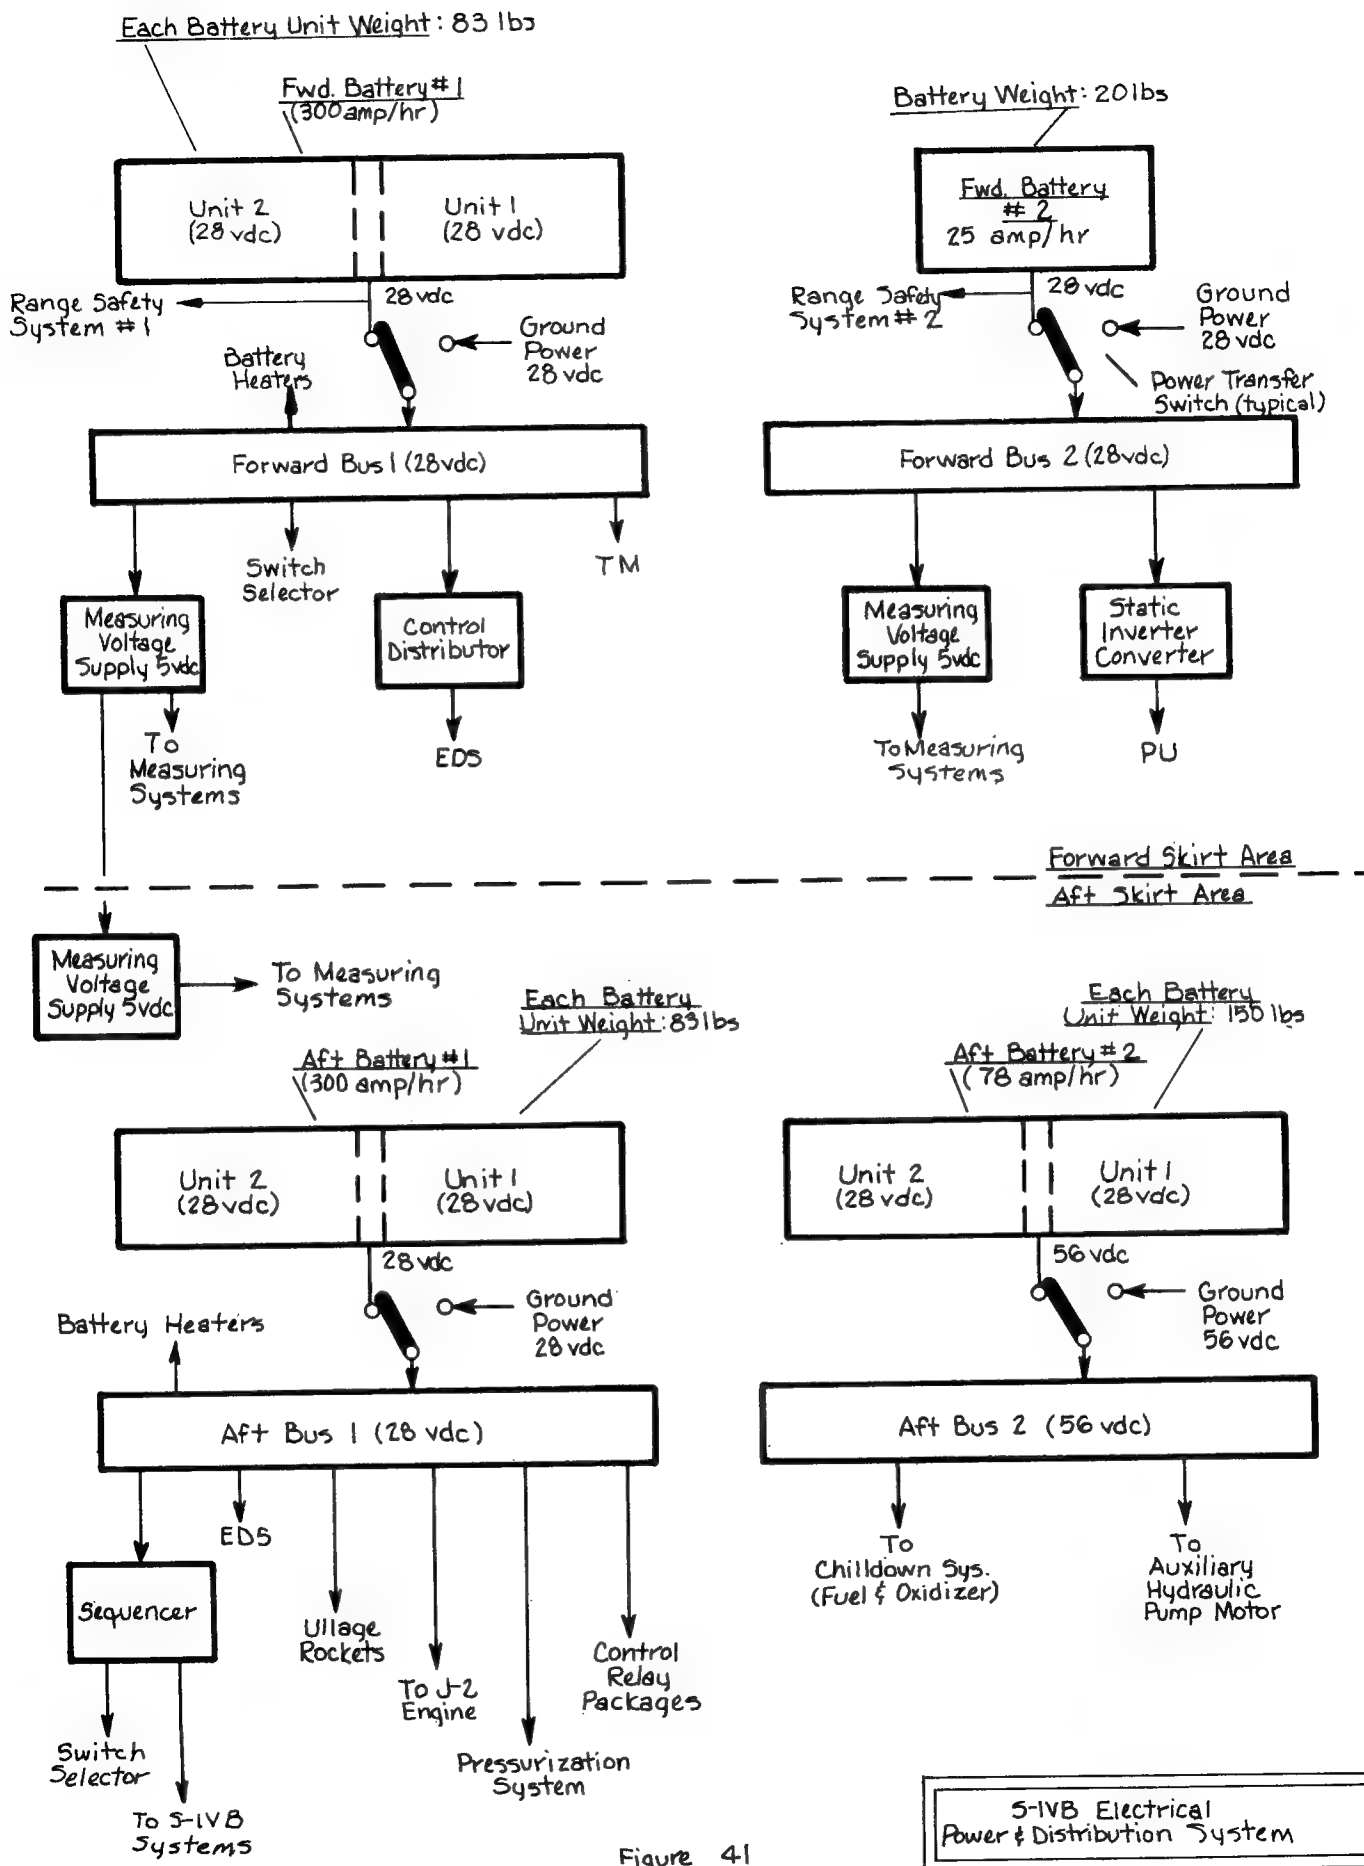 Each Battery Unit Weight: 83 lbs
Fwd. Battery #1
(300 amp/hr)
Unit 2
(28 vdc)
Unit 1
(28 vdc)
28 vdc
Range Safety
System #1
Ground
Power
28 vdc
Battery
Heaters
Forward Bus 1 (28vdc)
Switch
Selector
TM
Measuring
Voltage
Supply 5vdc
Control
Distributor
To
Measuring
Systems
EDS
Battery Weight: 20lbs
Fwd. Battery
# 2
25 amp/hr
28 vdc
Range Safety
System # 2
Ground
Power
28 vdc
Power Transfer
Switch (typical)
Forward Bus 2 (28vdc)
Measuring
Voltage
Supply 5vdc
Static
Inverter
Converter
To Measuring
Systems
PU
Forward Skirt Area
Aft Skirt Area
Measuring
Voltage
Supply 5vdc
To Measuring
Systems
Each Battery
Unit Weight: 83lbs
Aft Battery #1
(300 amp/hr)
Unit 2
(28 vdc)
Unit 1
(28 vdc)
28 vdc
Ground
Power
28 vdc
Battery Heaters
Aft Bus 1 (28 vdc)
EDS
Sequencer
Ullage
Rockets
To J-2
Engine
Control
Relay
Packages
Switch
Selector
Pressurization
System
To S-IVB
Systems
Each Battery
Unit Weight: 150 lbs
Aft Battery # 2
(78 amp/hr)
Unit 2
(28 vdc)
Unit 1
(28 vdc)
56 vdc
Ground
Power
56 vdc
Aft Bus 2 (56 vdc)
To
Chilldown Sys.
(Fuel & Oxidizer)
To
Auxiliary
Hydraulic
Pump Motor
S-IVB Electrical
Power & Distribution System
Figure 41